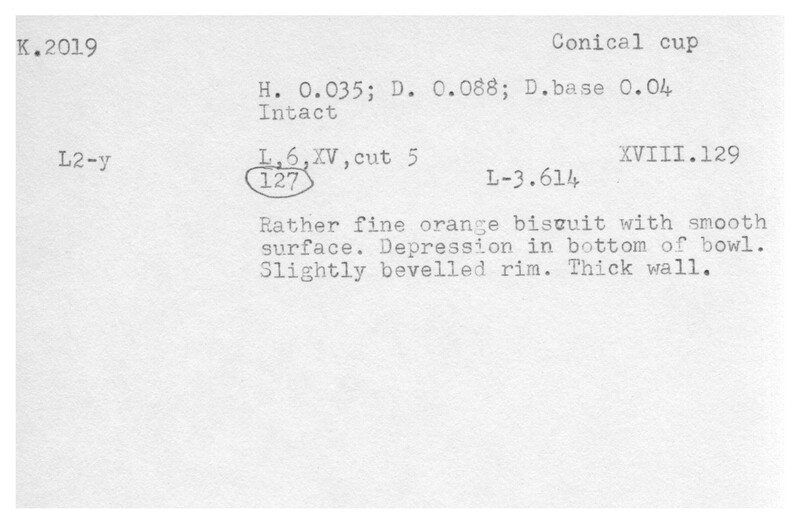 K.2019 Conical cup
H. 0.035; D. 0.088; D.base 0.04
Intact
L2-y L,6,XV,cut 5 XVIII.129
127 L-3.614
Rather fine orange biscuit with smooth
surface. Depression in bottom of bowl.
Slightly bevelled rim. Thick wall.